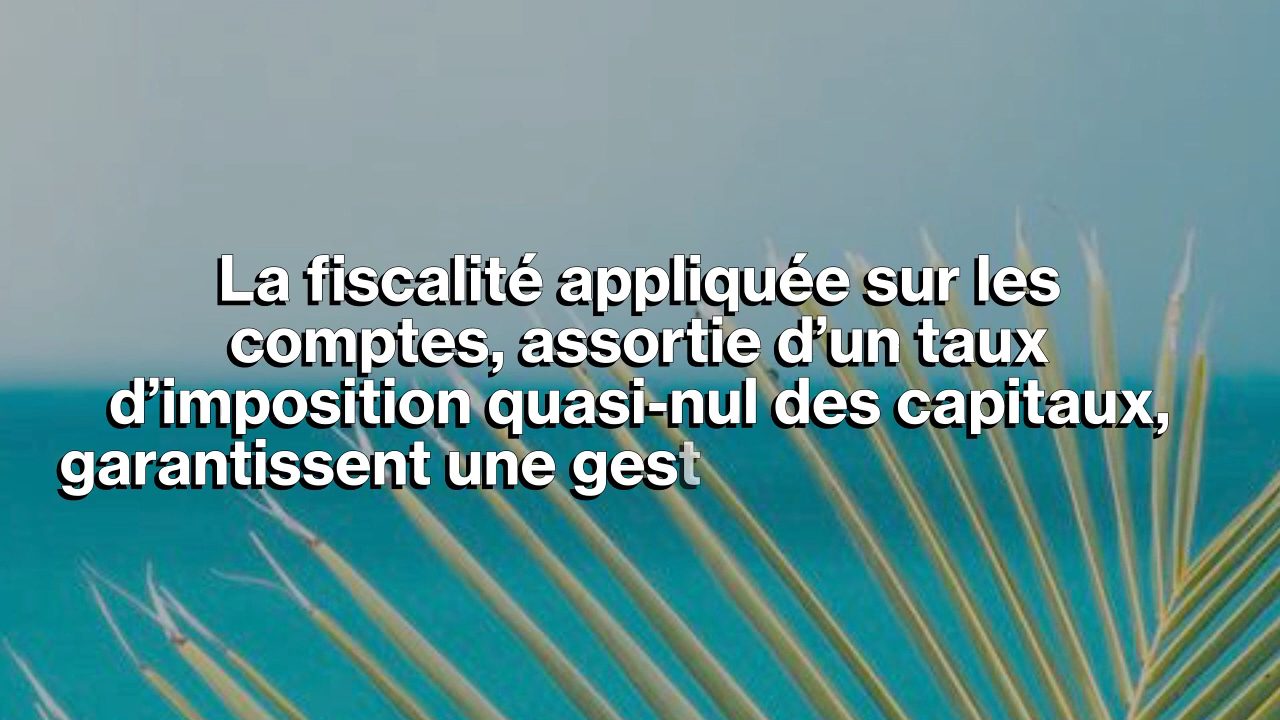 La fiscalité appliquée sur les
comptes, assortie d’un taux
d’imposition quasi-nul des capitaux,
garantissent une gest